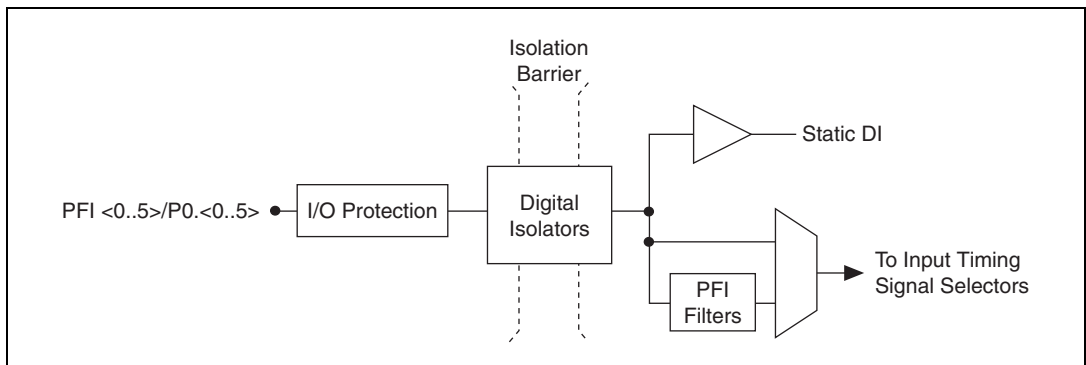 Isolation
Barrier
Static DI
PFI <0..5>/P0.<0..5>
I/O Protection
Digital
Isolators
To Input Timing
Signal Selectors
PFI
Filters